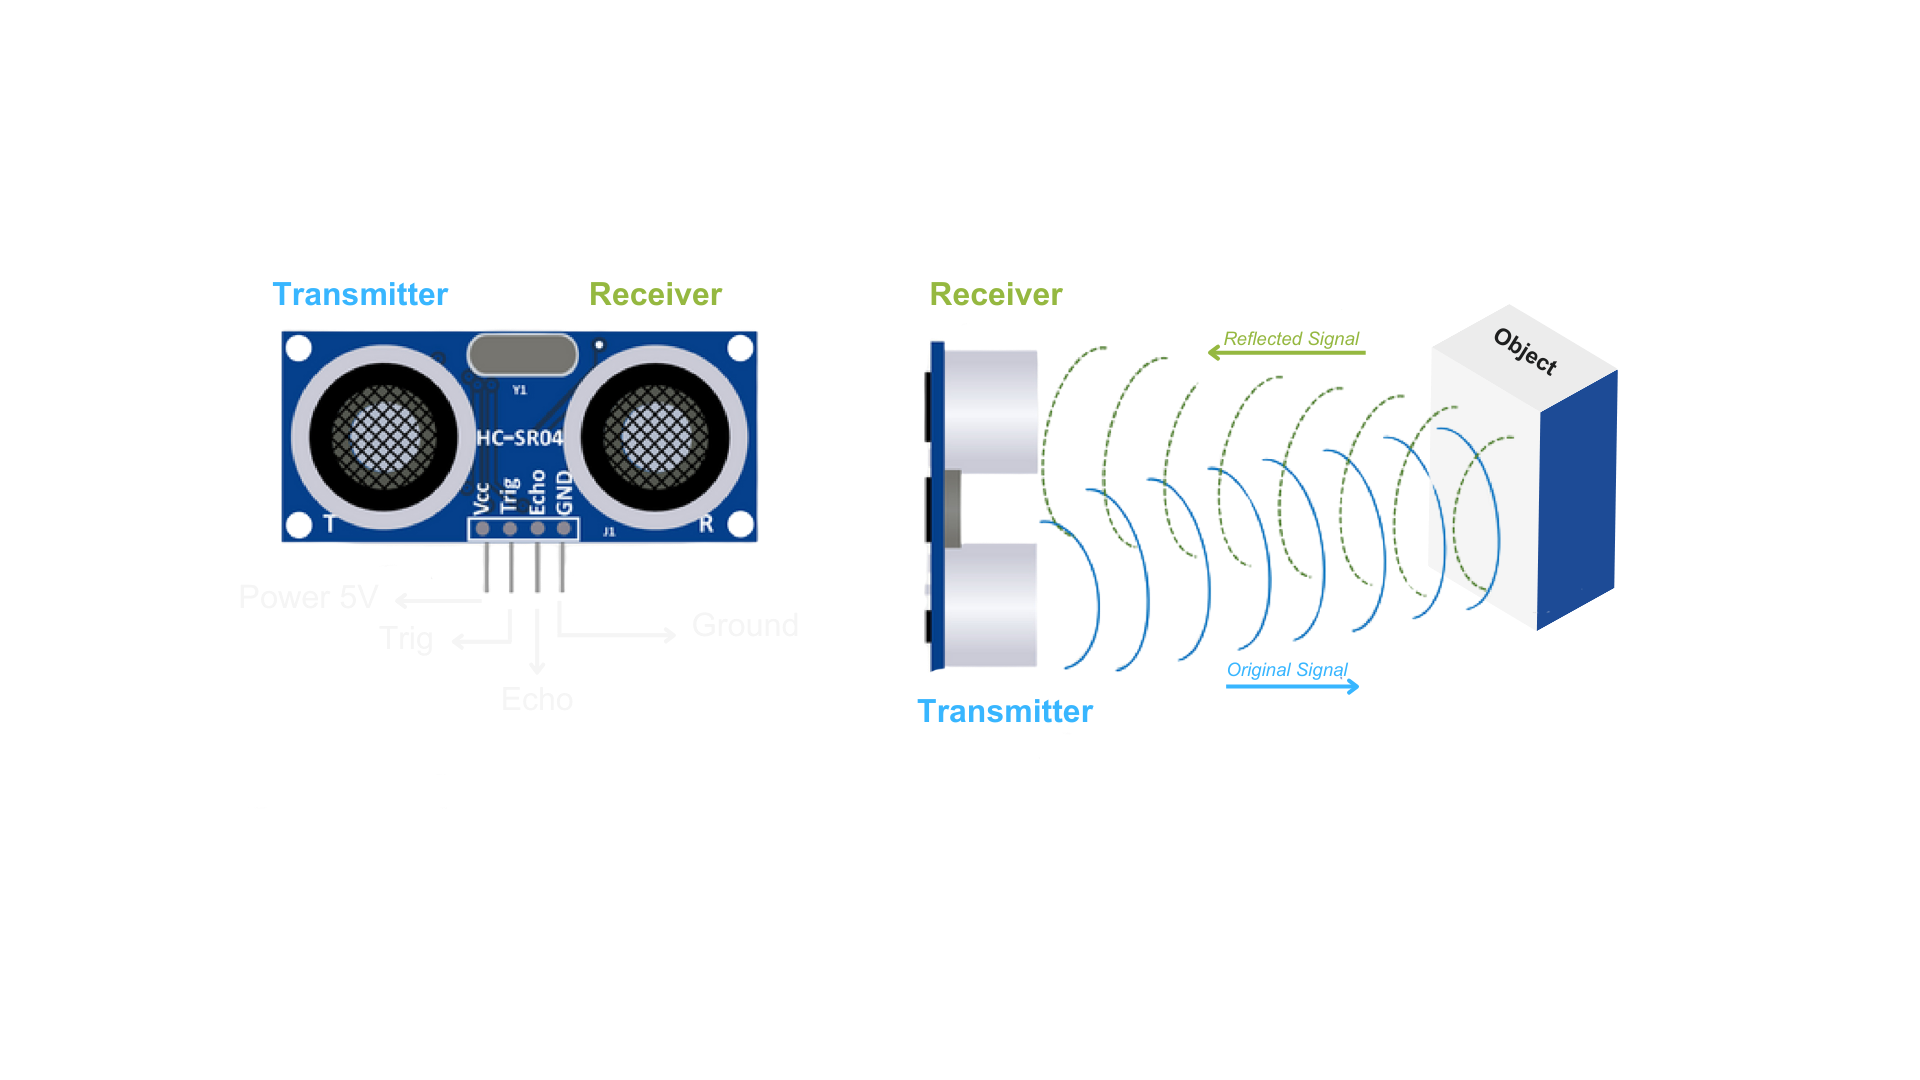 Transmitter
Receiver
Y1
HC-SR04
Vcc
Trig
Echo
GND
T
J1
R
Power 5V
Trig
Ground
Echo
Receiver
Reflected Signal
Object
Original Signal
Transmitter